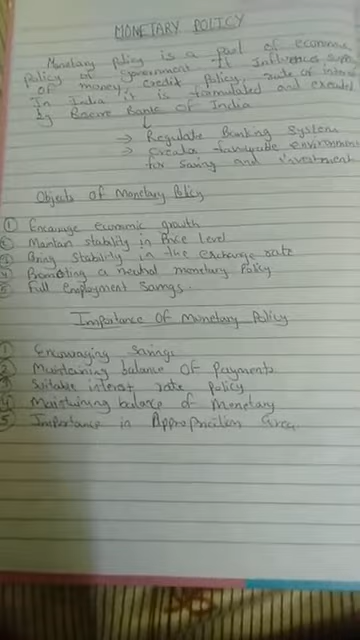 MONETARY POLICY
Monetary policy is a part of economic
policy of government. It influences supply
of money, credit policy, rate of interest
In India it is formulated and executed
by Reserve Bank of India
→ Regulate Banking System
→ Creates favourable environment
for saving and investment
Objects of Monetary Policy
① Encourage economic growth
② Maintain stability in Price level
③ Bring Stability in the exchange rate
④ Promoting a neutral monetary Policy
⑤ Full Employment Savings.
Importance of Monetary Policy
① Encouraging Savings
② Maintaining balance of Payments
③ Suitable interest rate policy
④ Maintaining balance of Monetary
⑤ Importance in Area